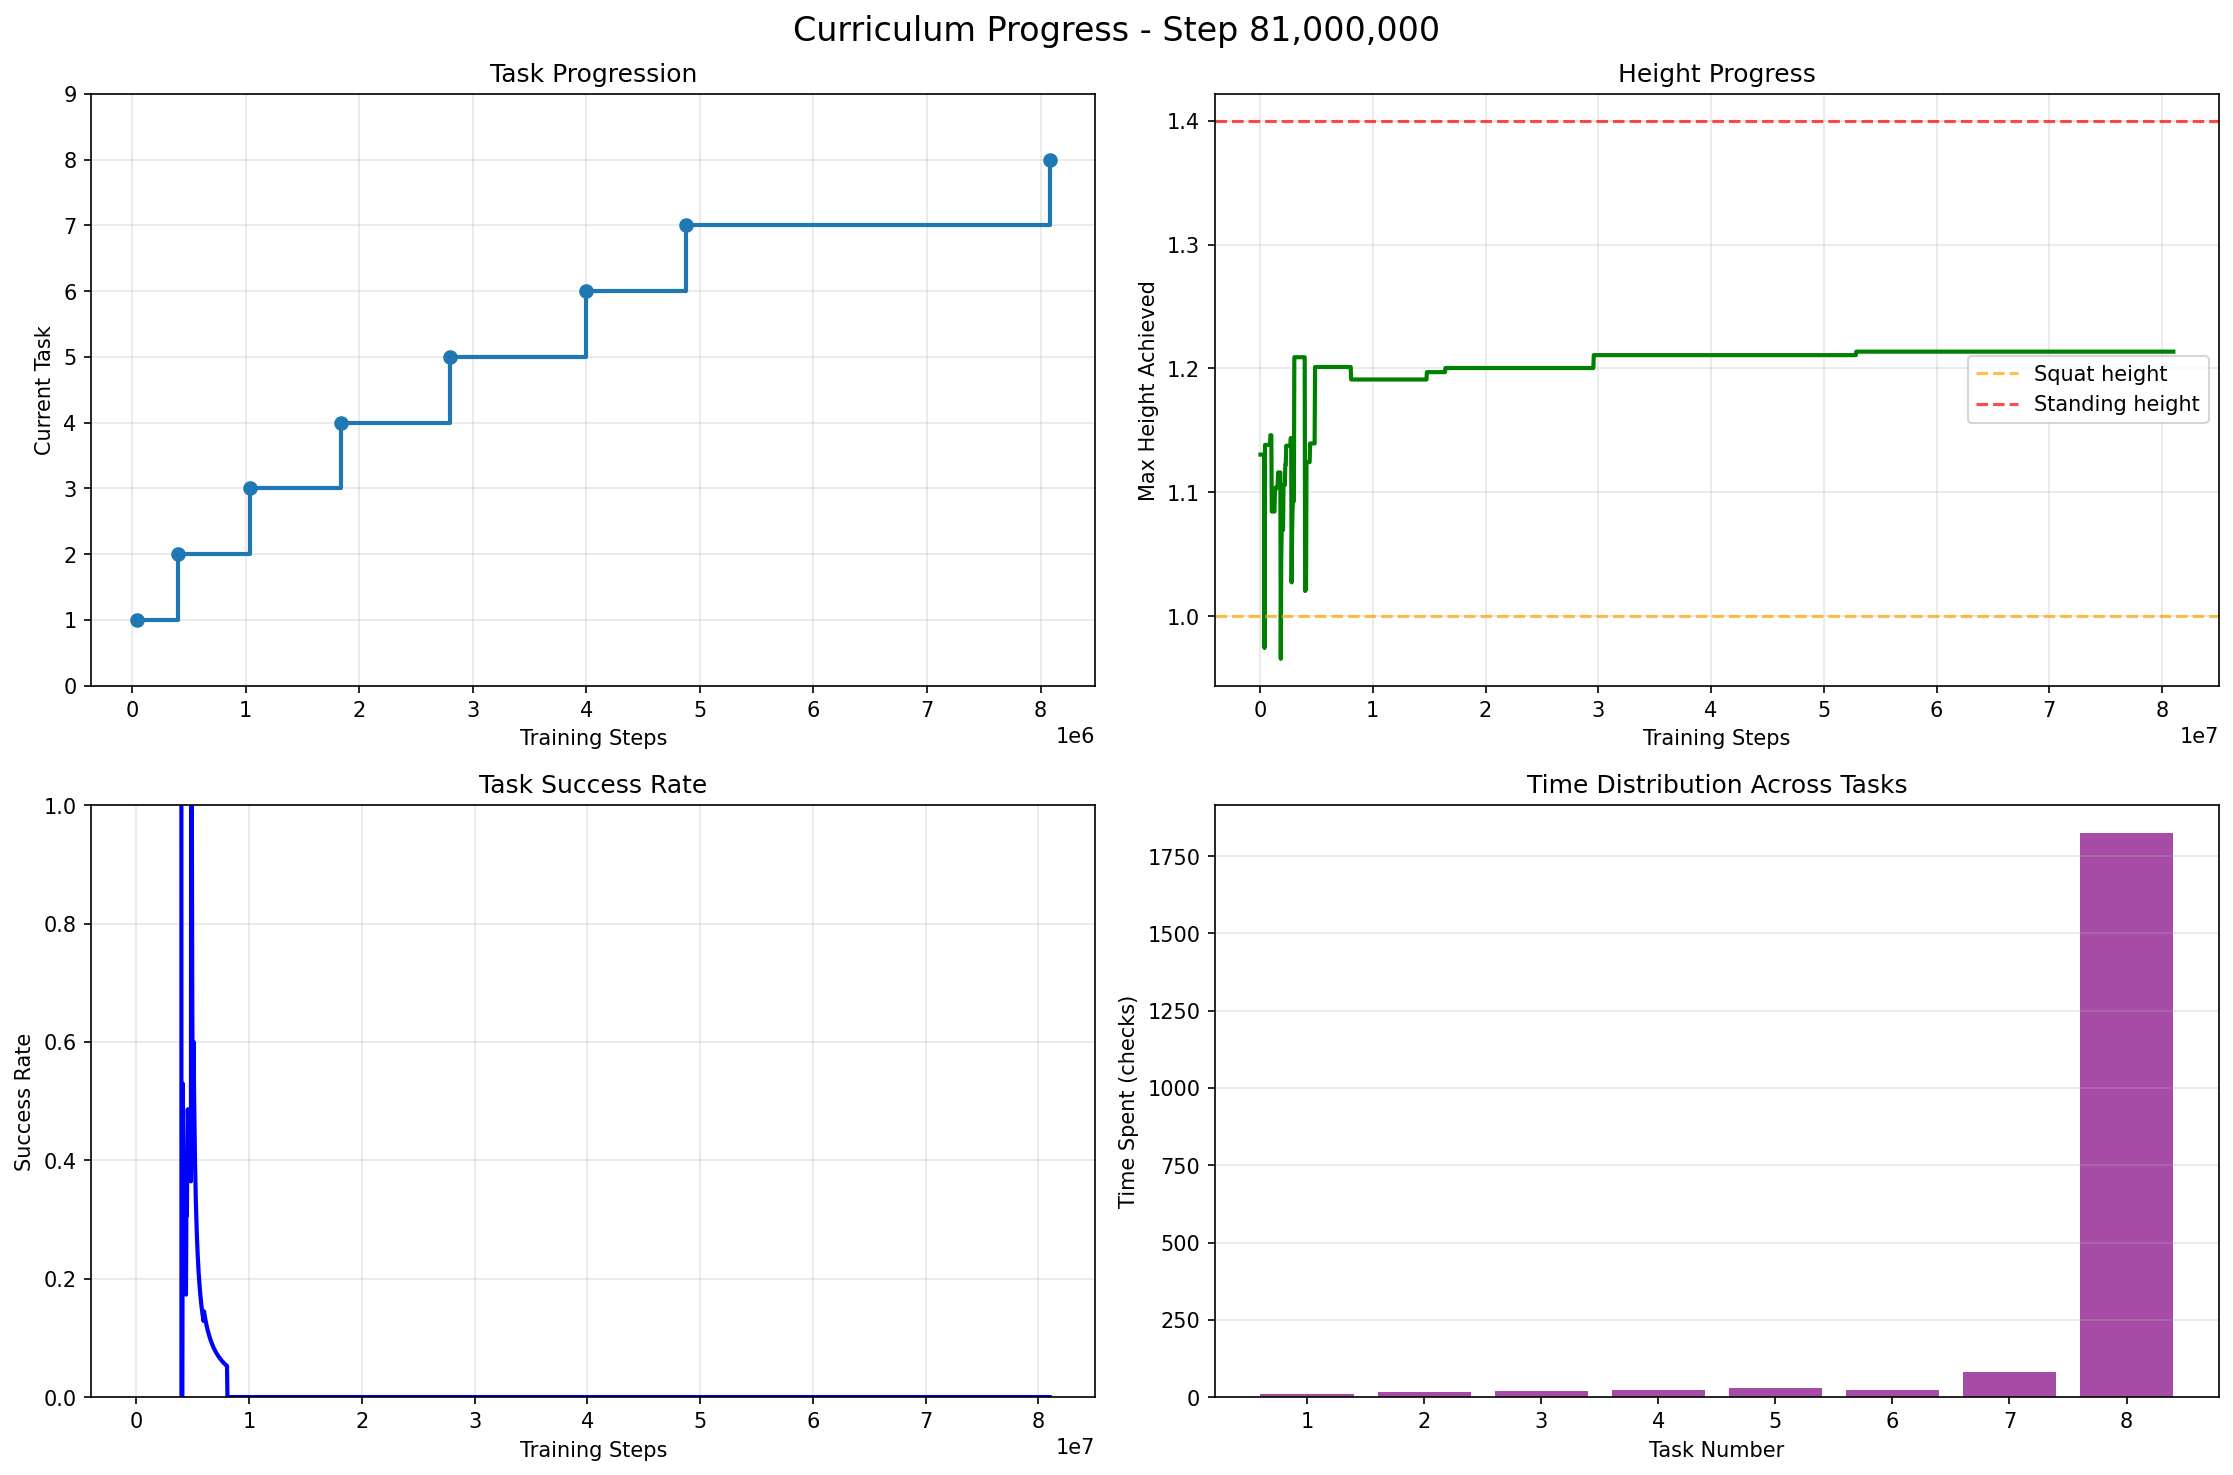 Curriculum Progress - Step 81,000,000
Task Progression
9
8
7
6
5
4
3
2
1
0
Current Task
0 1 2 3 4 5 6 7 8
1e6
Training Steps
Height Progress
1.4
1.3
1.2
1.1
1.0
Max Height Achieved
Squat height
Standing height
0 1 2 3 4 5 6 7 8
1e7
Training Steps
Task Success Rate
1.0
0.8
0.6
0.4
0.2
0.0
Success Rate
0 1 2 3 4 5 6 7 8
1e7
Training Steps
Time Distribution Across Tasks
1750
1500
1250
1000
750
500
250
0
Time Spent (checks)
1 2 3 4 5 6 7 8
Task Number